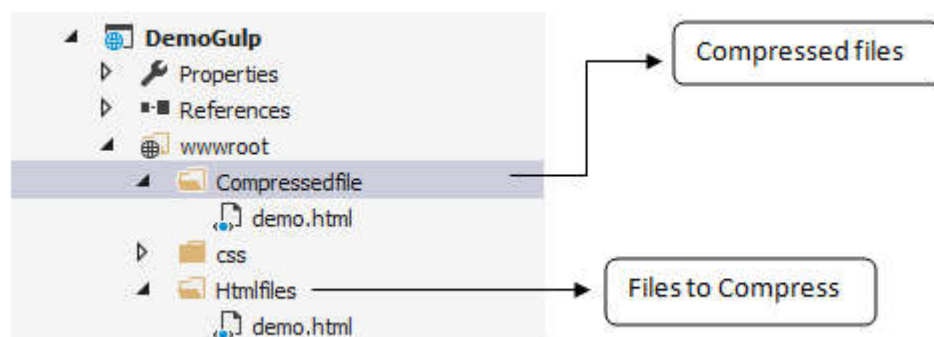 DemoGulp
Compressed files
Properties
References
wwwroot
Compressedfile
demo.html
css
Htmlfiles
Files to Compress
demo.html